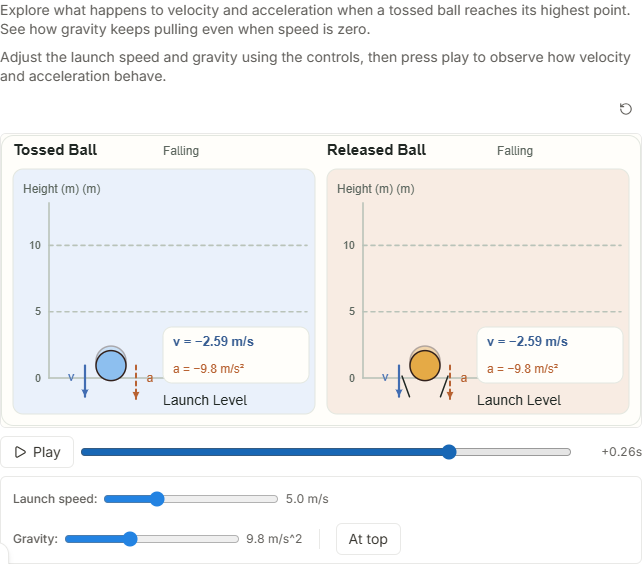 Explore what happens to velocity and acceleration when a tossed ball reaches its highest point.
See how gravity keeps pulling even when speed is zero.
Adjust the launch speed and gravity using the controls, then press play to observe how velocity
and acceleration behave.
Tossed Ball Falling
Height (m) (m)
10
5
v = −2.59 m/s
a = −9.8 m/s²
0 v a
Launch Level
Released Ball Falling
Height (m) (m)
10
5
v = −2.59 m/s
a = −9.8 m/s²
0 v a
Launch Level
Play +0.26s
Launch speed: 5.0 m/s
Gravity: 9.8 m/s^2 At top